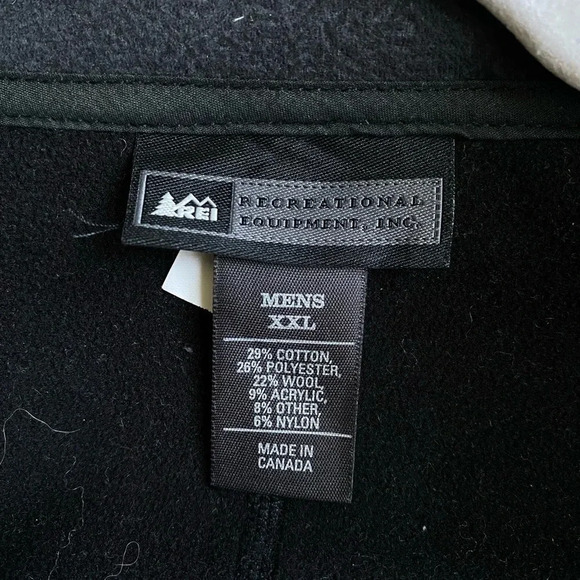 REI
RECREATIONAL
EQUIPMENT, INC.
MENS
XXL
29% COTTON,
26% POLYESTER,
22% WOOL,
9% ACRYLIC,
8% OTHER,
6% NYLON
MADE IN
CANADA